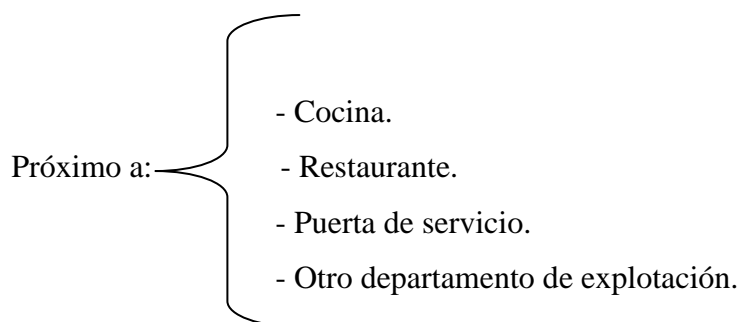 - Cocina.
Próximo a: - Restaurante.
- Puerta de servicio.
- Otro departamento de explotación.